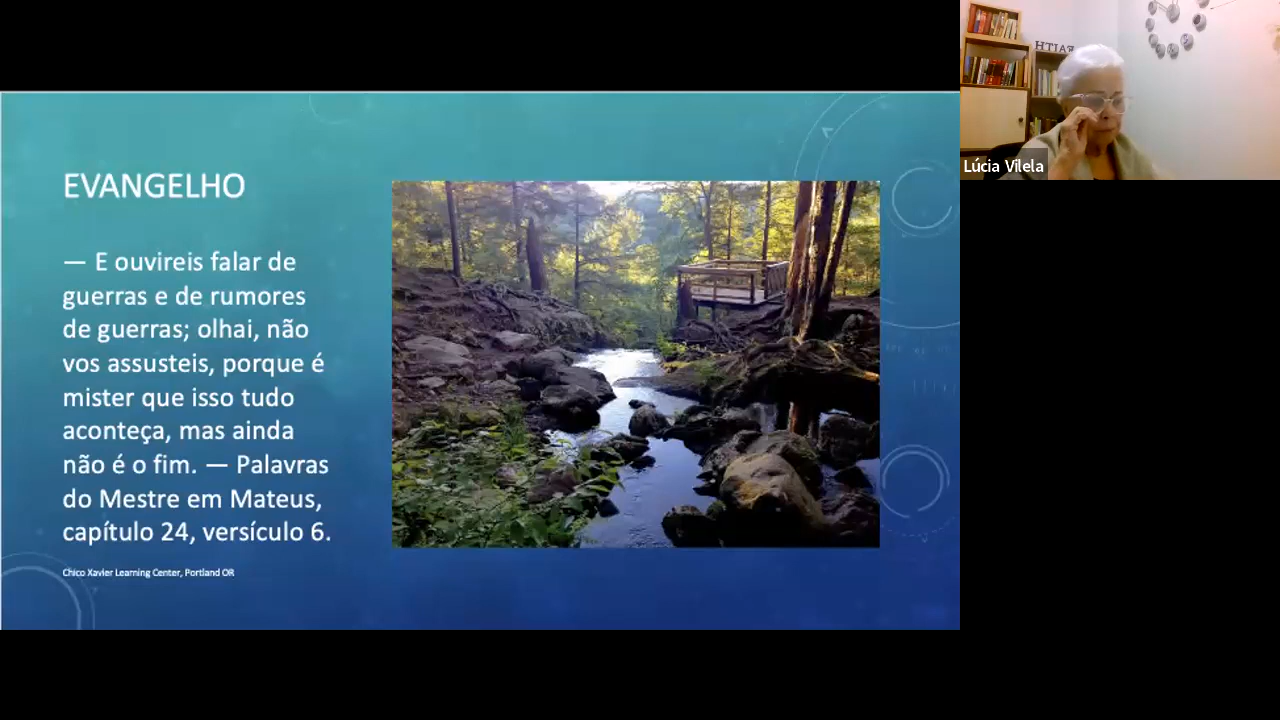 EVANGELHO
— E ouvireis falar de
guerras e de rumores
de guerras; olhai, não
vos assusteis, porque é
mister que isso tudo
aconteça, mas ainda
não é o fim. — Palavras
do Mestre em Mateus,
capítulo 24, versículo 6.
Chico Xavier Learning Center, Portland OR
HTIAF
Lúcia Vilela